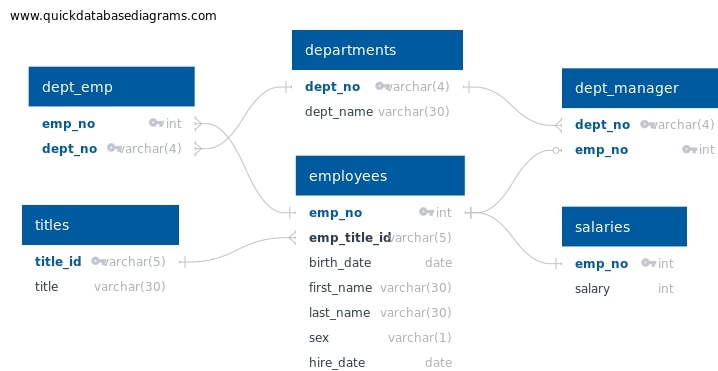 www.quickdatabasediagrams.com
dept_emp
emp_no int
dept_no varchar(4)
departments
dept_no varchar(4)
dept_name varchar(30)
dept_manager
dept_no varchar(4)
emp_no int
titles
title_id varchar(5)
title varchar(30)
employees
emp_no int
emp_title_id varchar(5)
birth_date date
first_name varchar(30)
last_name varchar(30)
sex varchar(1)
hire_date date
salaries
emp_no int
salary int